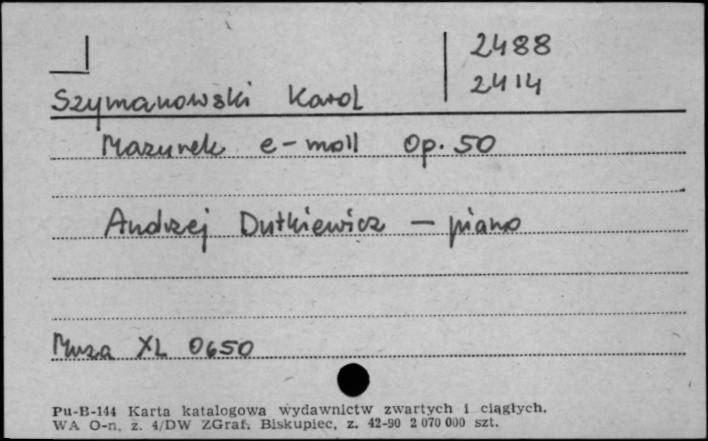 2488
2414
Szymanowski Karol
Mazurek e-moll Op. 50
Andrzej Dutkiewicz - piano
Muza XL 0650
Pu-B-144 Karta katalogowa wydawnictw zwartych i ciągłych.
WA O-n, z. 4/DW ZGraf. Biskupiec, z. 42-90 2 070 000 szt.